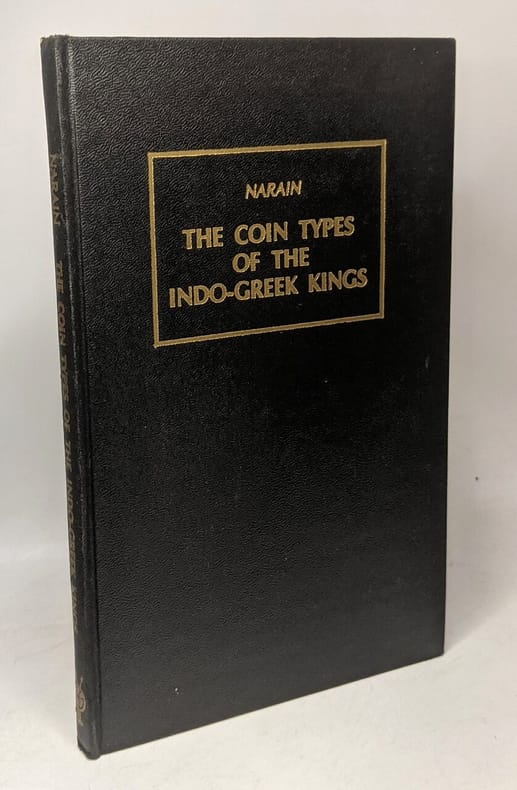 NARAIN
THE COIN TYPES
OF THE
INDO-GREEK KINGS
NARAIN THE COIN TYPES OF THE INDO-GREEK KINGS